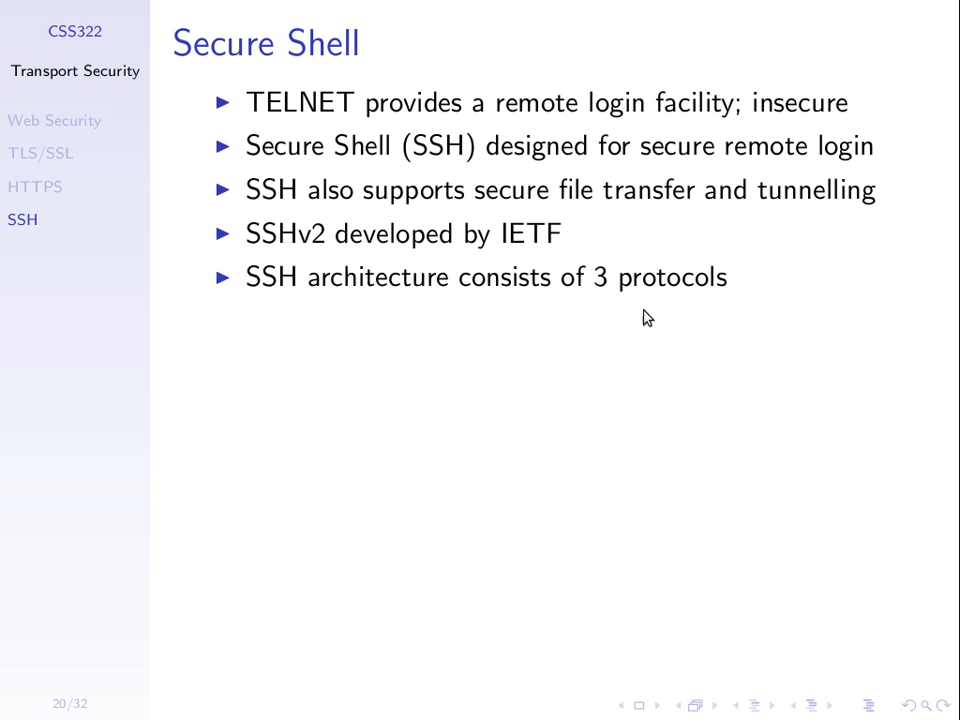 CSS322
Transport Security
Web Security
TLS/SSL
HTTPS
SSH
Secure Shell
TELNET provides a remote login facility; insecure
Secure Shell (SSH) designed for secure remote login
SSH also supports secure file transfer and tunnelling
SSHv2 developed by IETF
SSH architecture consists of 3 protocols
20/32